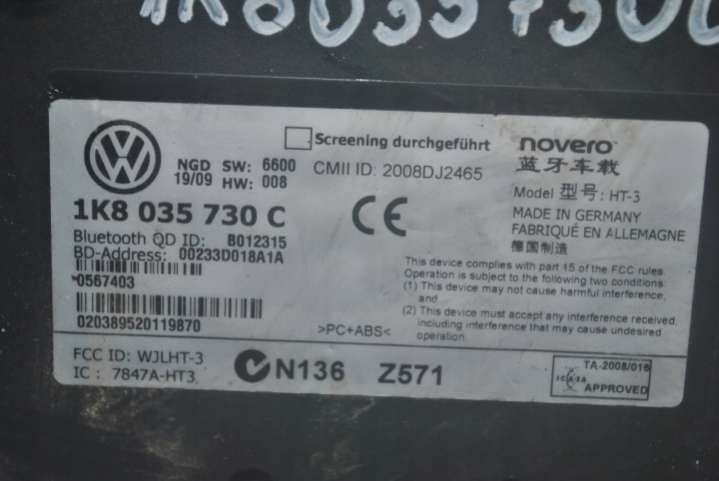 1K8035730C
Screening durchgeführt
novero
NGD SW: 6600
19/09 HW: 008
CMII ID: 2008DJ2465
蓝牙车载
Model 型号: HT-3
1K8 035 730 C
CE
MADE IN GERMANY
FABRIQUÉ EN ALLEMAGNE
德国制造
Bluetooth QD ID: B012315
BD-Address: 00233D018A1A
*0567403
020389520119870
>PC+ABS<
This device complies with part 15 of the FCC rules.
Operation is subject to the following two conditions.
(1) This device may not cause harmful interference,
and
(2) This device must accept any interference received,
including interference that may cause undesired
operation.
FCC ID: WJLHT-3
IC : 7847A-HT3
N136 Z571
TA-2008/016
ICASA
APPROVED